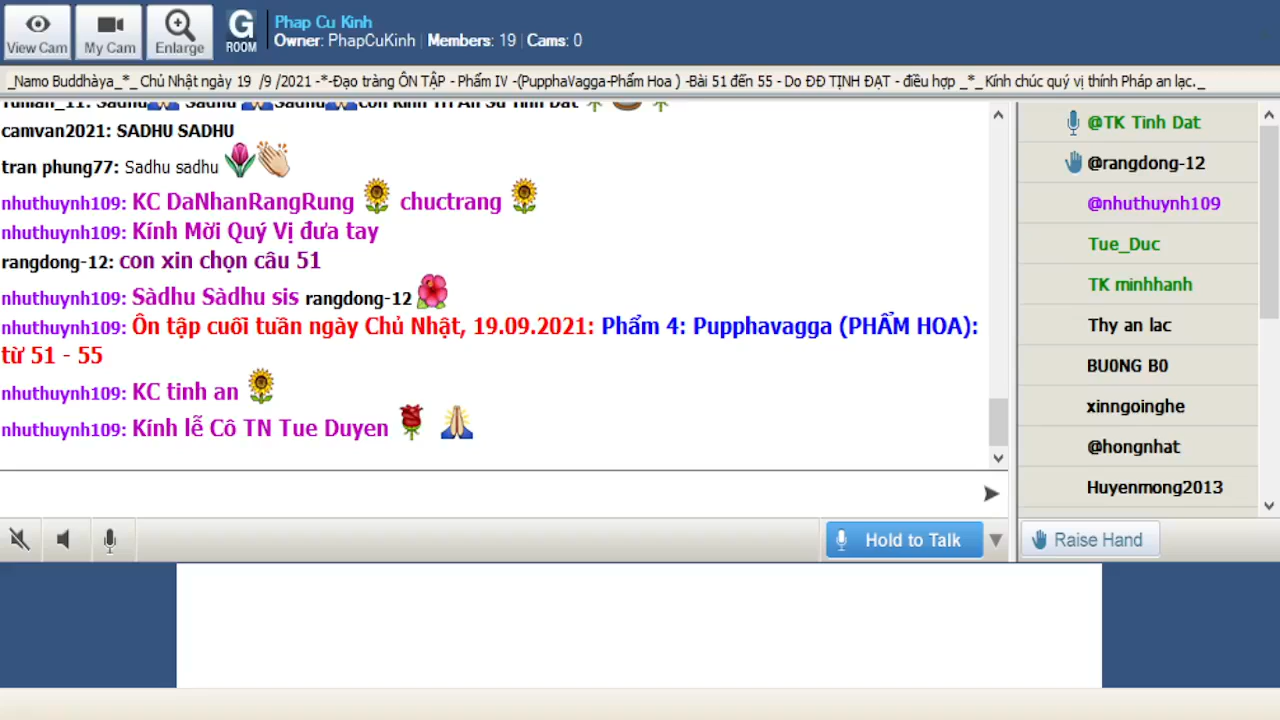 View Cam
My Cam
Enlarge
G
ROOM
Phap Cu Kinh
Owner: PhapCuKinh | Members: 19 | Cams: 0
_Namo Buddhàya_*_ Chủ Nhật ngày 19 /9 /2021 -*-Đạo tràng ÔN TẬP - Phẩm IV -(PupphaVagga-Phẩm Hoa ) -Bài 51 đến 55 - Do ĐĐ TỊNH ĐẠT - điều hợp _*_ Kính chúc quý vị thính Pháp an lạc._
camvan2021: SADHU SADHU
tran phung77: Sadhu sadhu
nhuthuynh109: KC DaNhanRangRung chuctrang
nhuthuynh109: Kính Mời Quý Vị đưa tay
rangdong-12: con xin chọn câu 51
nhuthuynh109: Sàdhu Sàdhu sis rangdong-12
nhuthuynh109: Ôn tập cuối tuần ngày Chủ Nhật, 19.09.2021: Phẩm 4: Pupphavagga (PHẨM HOA):
từ 51 - 55
nhuthuynh109: KC tinh an
nhuthuynh109: Kính lễ Cô TN Tue Duyen
@TK Tinh Dat
@rangdong-12
@nhuthuynh109
Tue_Duc
TK minhhanh
Thy an lac
BU0NG B0
xinngoinghe
@hongnhat
Huyenmong2013
Hold to Talk
Raise Hand